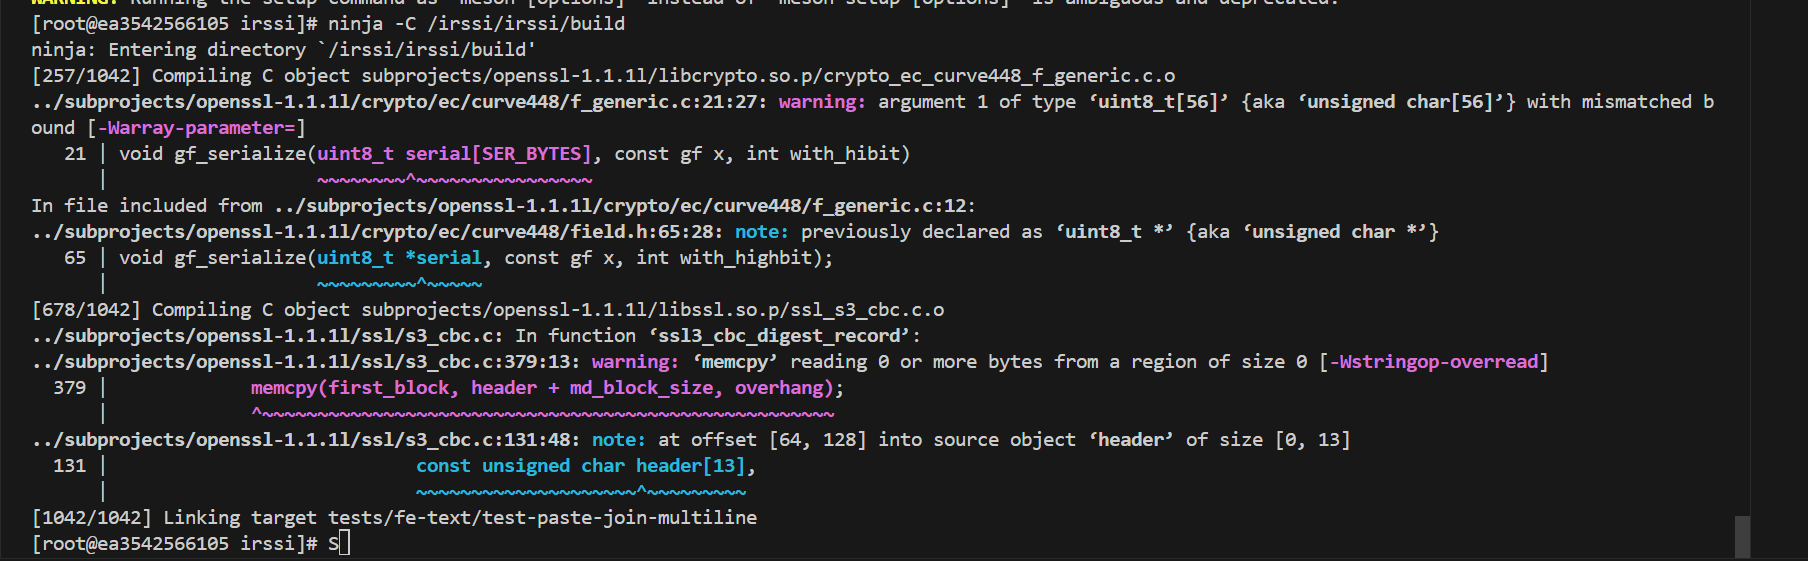 WARNING: Running the setup command as `meson [options]` instead of `meson setup [options]` is ambiguous and deprecated.
[root@ea3542566105 irssi]# ninja -C /irssi/irssi/build
ninja: Entering directory `/irssi/irssi/build'
[257/1042] Compiling C object subprojects/openssl-1.1.1l/libcrypto.so.p/crypto_ec_curve448_f_generic.c.o
../subprojects/openssl-1.1.1l/crypto/ec/curve448/f_generic.c:21:27: warning: argument 1 of type ‘uint8_t[56]’ {aka ‘unsigned char[56]’} with mismatched b
ound [-Warray-parameter=]
21 | void gf_serialize(uint8_t serial[SER_BYTES], const gf x, int with_hibit)
| ~~~~~~~~^~~~~~~~~~~~~~~~~
In file included from ../subprojects/openssl-1.1.1l/crypto/ec/curve448/f_generic.c:12:
../subprojects/openssl-1.1.1l/crypto/ec/curve448/field.h:65:28: note: previously declared as ‘uint8_t *’ {aka ‘unsigned char *’}
65 | void gf_serialize(uint8_t *serial, const gf x, int with_highbit);
| ~~~~~~~~~^~~~~~
[678/1042] Compiling C object subprojects/openssl-1.1.1l/libssl.so.p/ssl_s3_cbc.c.o
../subprojects/openssl-1.1.1l/ssl/s3_cbc.c: In function ‘ssl3_cbc_digest_record’:
../subprojects/openssl-1.1.1l/ssl/s3_cbc.c:379:13: warning: ‘memcpy’ reading 0 or more bytes from a region of size 0 [-Wstringop-overread]
379 | memcpy(first_block, header + md_block_size, overhang);
| ^~~~~~~~~~~~~~~~~~~~~~~~~~~~~~~~~~~~~~~~~~~~~~~~~~~~~
../subprojects/openssl-1.1.1l/ssl/s3_cbc.c:131:48: note: at offset [64, 128] into source object ‘header’ of size [0, 13]
131 | const unsigned char header[13],
| ~~~~~~~~~~~~~~~~~~~~^~~~~~~~~~
[1042/1042] Linking target tests/fe-text/test-paste-join-multiline
[root@ea3542566105 irssi]# S